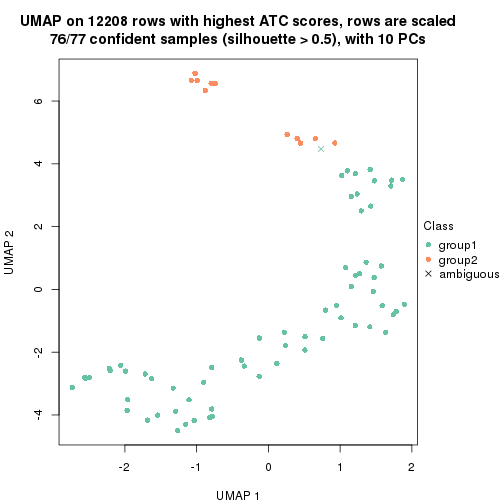 UMAP on 12208 rows with highest ATC scores, rows are scaled
76/77 confident samples (silhouette > 0.5), with 10 PCs
6
4
2
0
-2
-4
UMAP 2
-2
-1
0
1
2
UMAP 1
Class
group1
group2
ambiguous